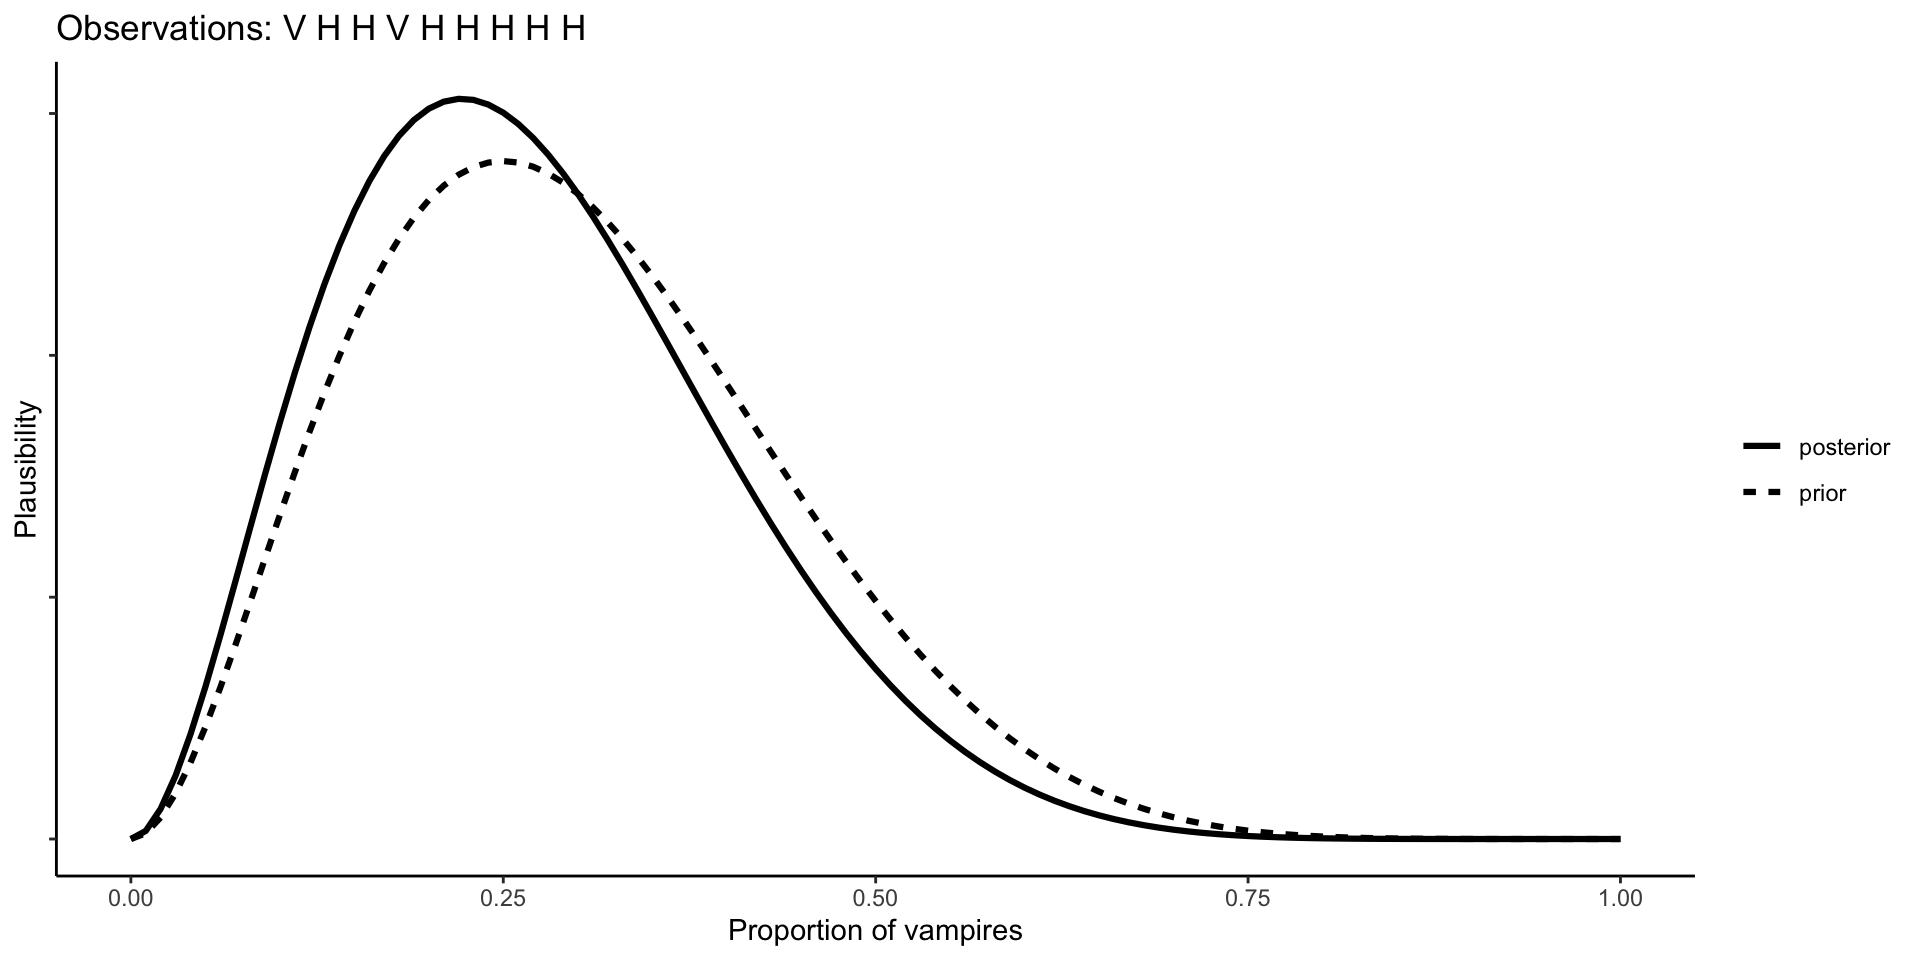 Observations: V H H V H H H H H
Plausibility
posterior
prior
0.00 0.25 0.50 0.75 1.00
Proportion of vampires